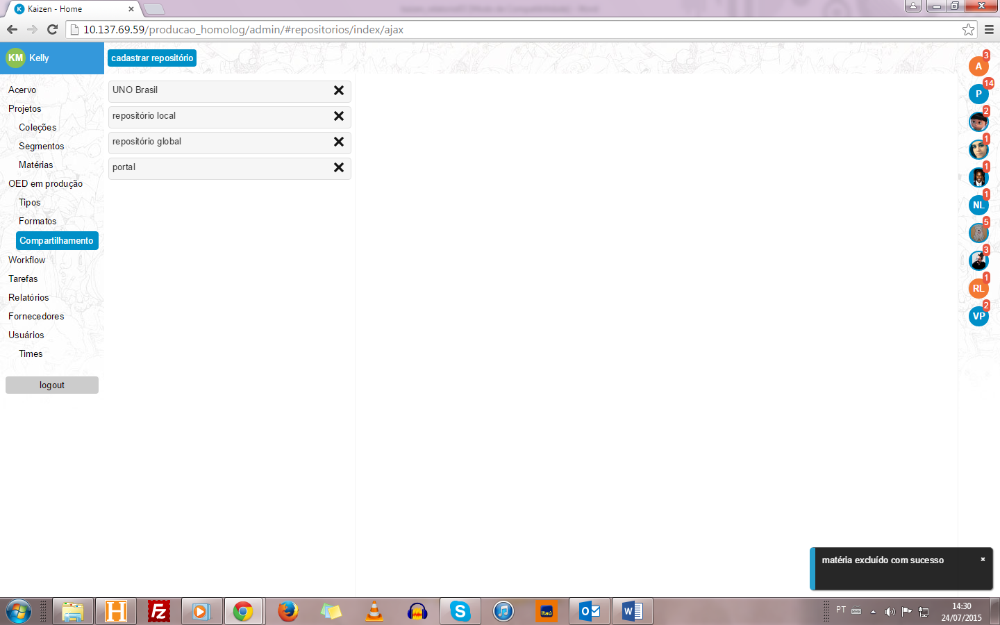 Kaizen - Home
10.137.69.59/producao_homolog/admin/#repositorios/index/ajax
KM Kelly
cadastrar repositório
Acervo
Projetos
Coleções
Segmentos
Matérias
OED em produção
Tipos
Formatos
Compartilhamento
Workflow
Tarefas
Relatórios
Fornecedores
Usuários
Times
logout
UNO Brasil
repositório local
repositório global
portal
A 3
P 14
2
1
1
NL 1
5
3
RL 1
VP 2
matéria excluído com sucesso
Itaú
PT
14:30
24/07/2015